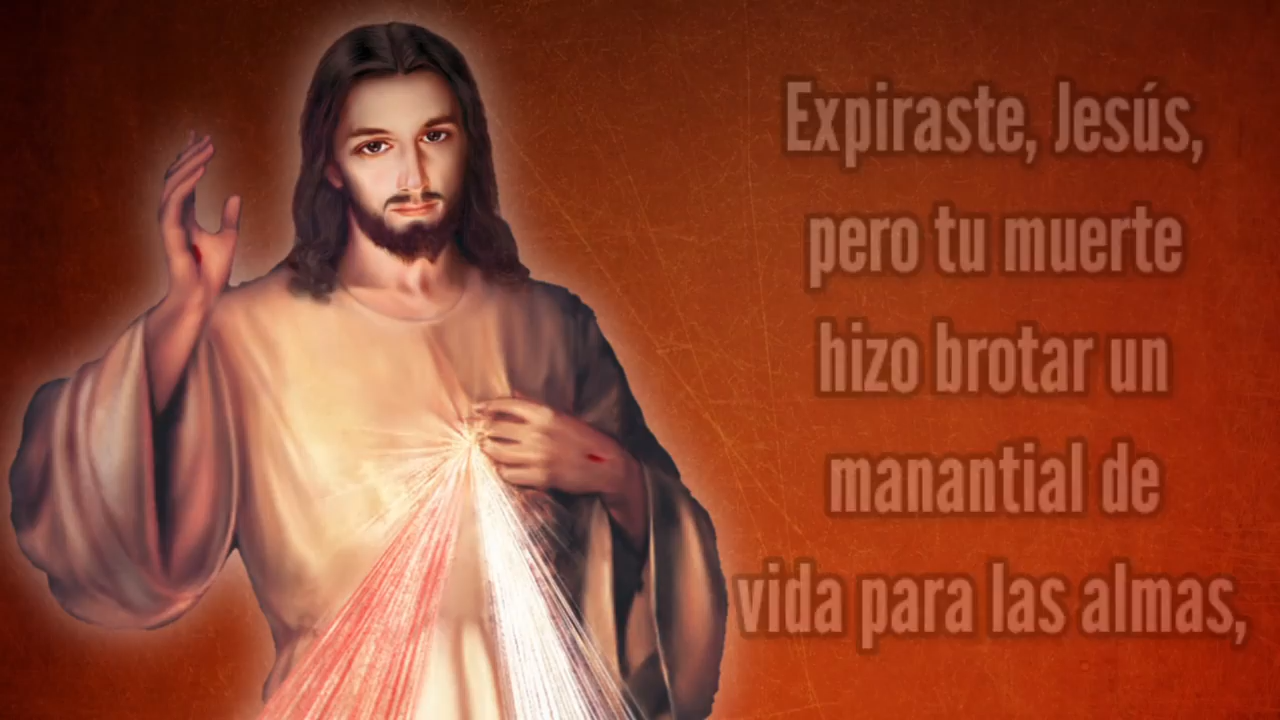 Expiraste, Jesús,
pero tu muerte
hizo brotar un
manantial de
vida para las almas,